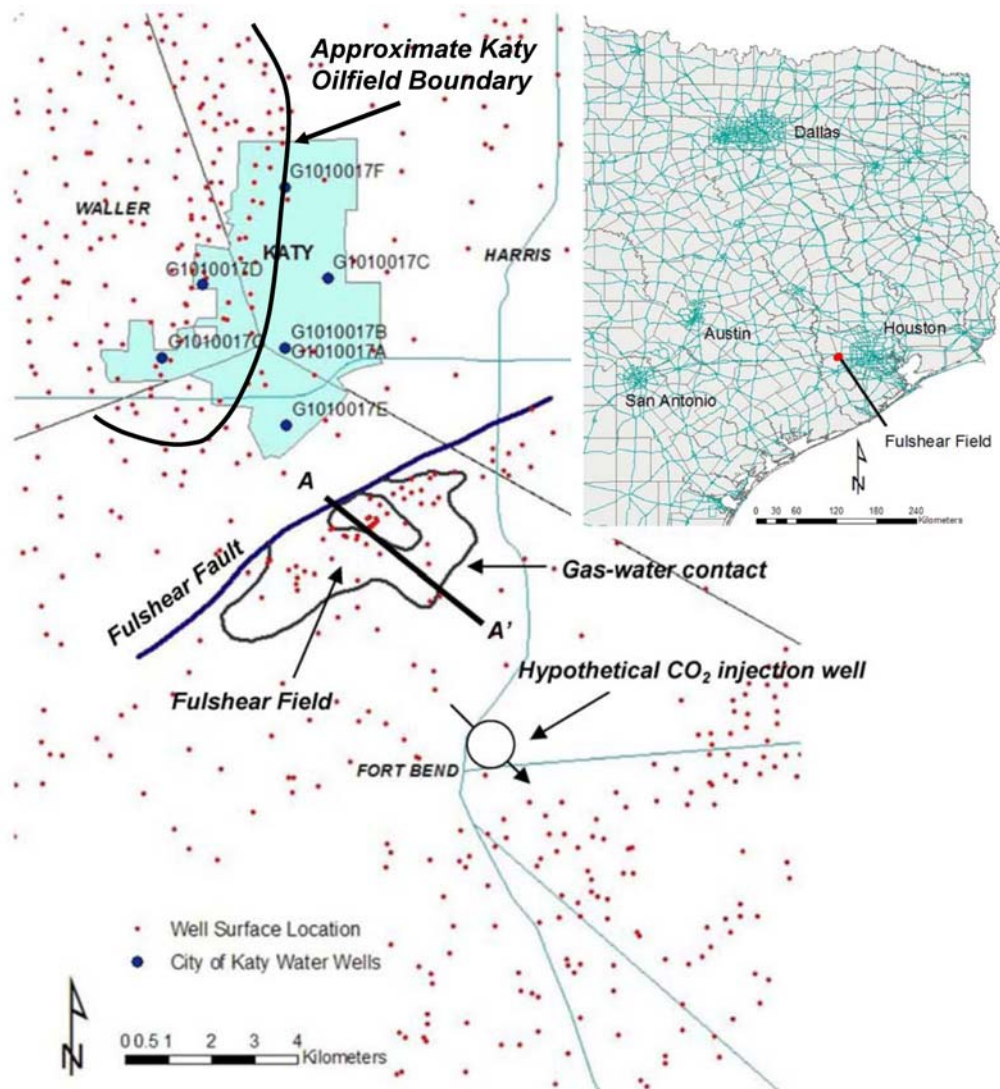 Approximate Katy
Oilfield Boundary
G1010017F
WALLER
KATY
HARRIS
G1010017D
G1010017C
G1010017B
G1010017G
G1010017A
G1010017E
A
Fulshear Fault
Gas-water contact
A'
Fulshear Field
Hypothetical CO₂ injection well
FORT BEND
Well Surface Location
City of Katy Water Wells
N
0 0.5 1 2 3 4
Kilometers
Dallas
Austin
Houston
San Antonio
Fulshear Field
N
0 30 60 120 180 240
Kilometers